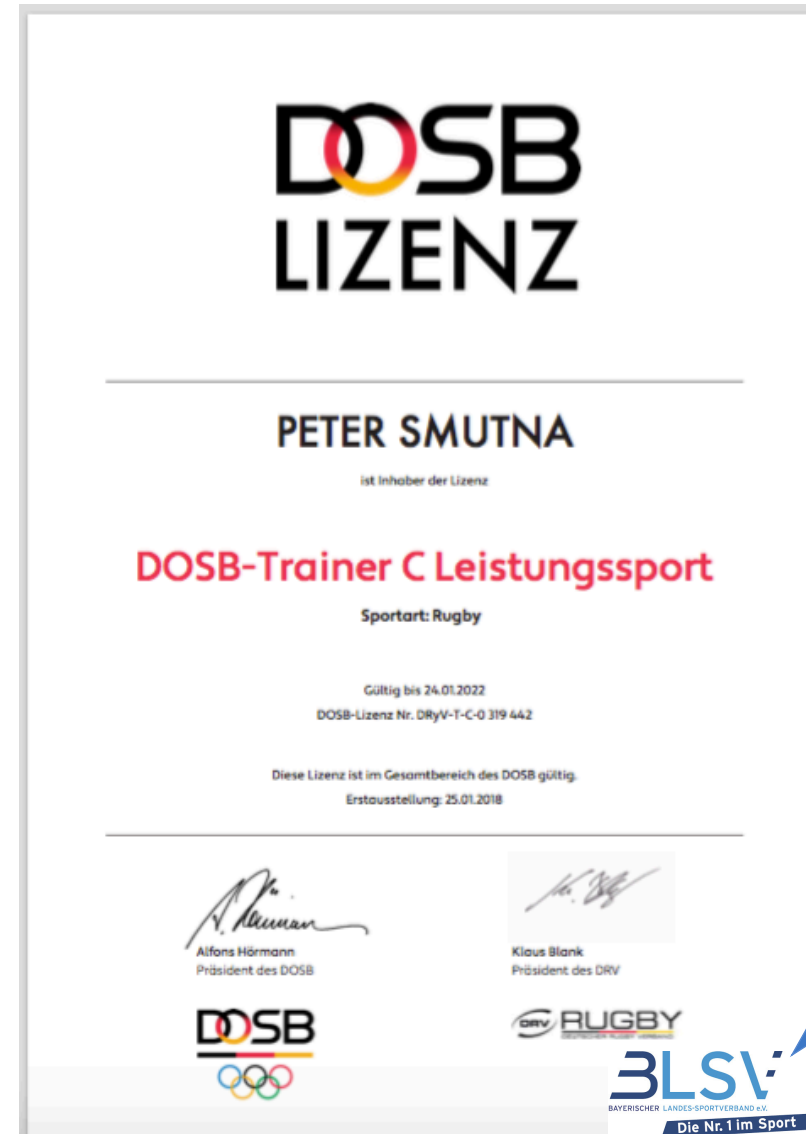 DOSB
LIZENZ
PETER SMUTNA
ist Inhaber der Lizenz
DOSB-Trainer C Leistungssport
Sportart: Rugby
Gültig bis 24.01.2022
DOSB-Lizenz Nr. DRyV-T-C-0 319 442
Diese Lizenz ist im Gesamtbereich des DOSB gültig.
Erstausstellung: 25.01.2018
Alfons Hörmann
Präsident des DOSB
Klaus Blank
Präsident des DRV
DOSB
DRV RUGBY
DEUTSCHER RUGBY VERBAND
BLSV
BAYERISCHER LANDES-SPORTVERBAND e.V.
Die Nr. 1 im Sport